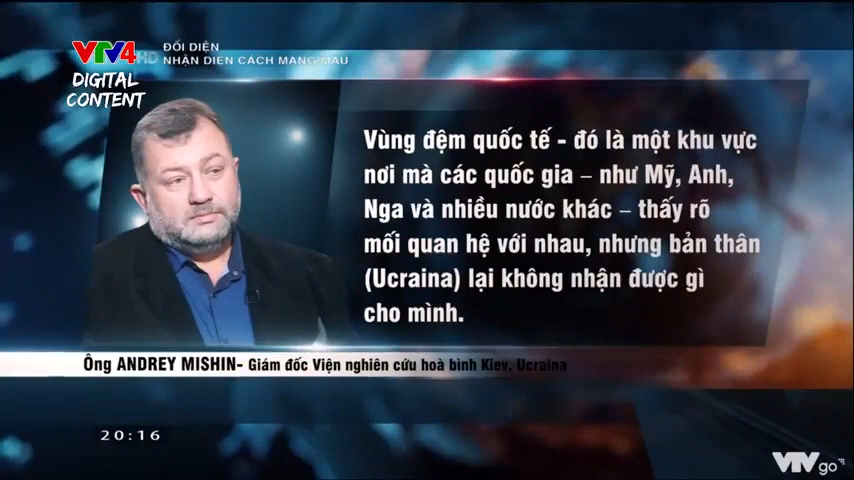 VTV4
HD
ĐỐI DIỆN
NHẬN DIỆN CÁCH MẠNG MÀU
DIGITAL
CONTENT
Vùng đệm quốc tế - đó là một khu vực
nơi mà các quốc gia – như Mỹ, Anh,
Nga và nhiều nước khác – thấy rõ
mối quan hệ với nhau, nhưng bản thân
(Ucraina) lại không nhận được gì
cho mình.
Ông ANDREY MISHIN- Giám đốc Viện nghiên cứu hoà bình Kiev, Ucraina
20:16
VTV go